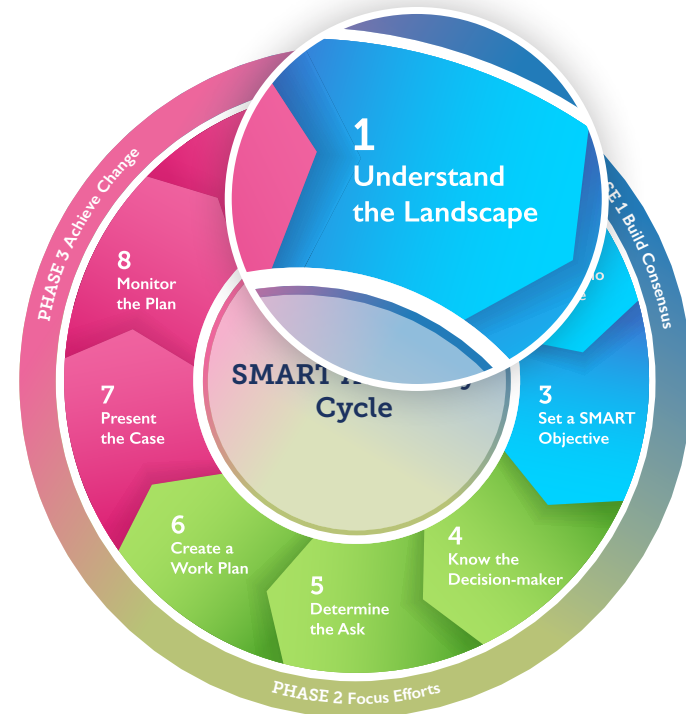 1
Understand
the Landscape
PHASE 1 Build Consensus
3
Set a SMART
Objective
4
Know the
Decision-maker
5
Determine
the Ask
PHASE 2 Focus Efforts
6
Create a
Work Plan
7
Present
the Case
8
Monitor
the Plan
PHASE 3 Achieve Change
SMART
Cycle